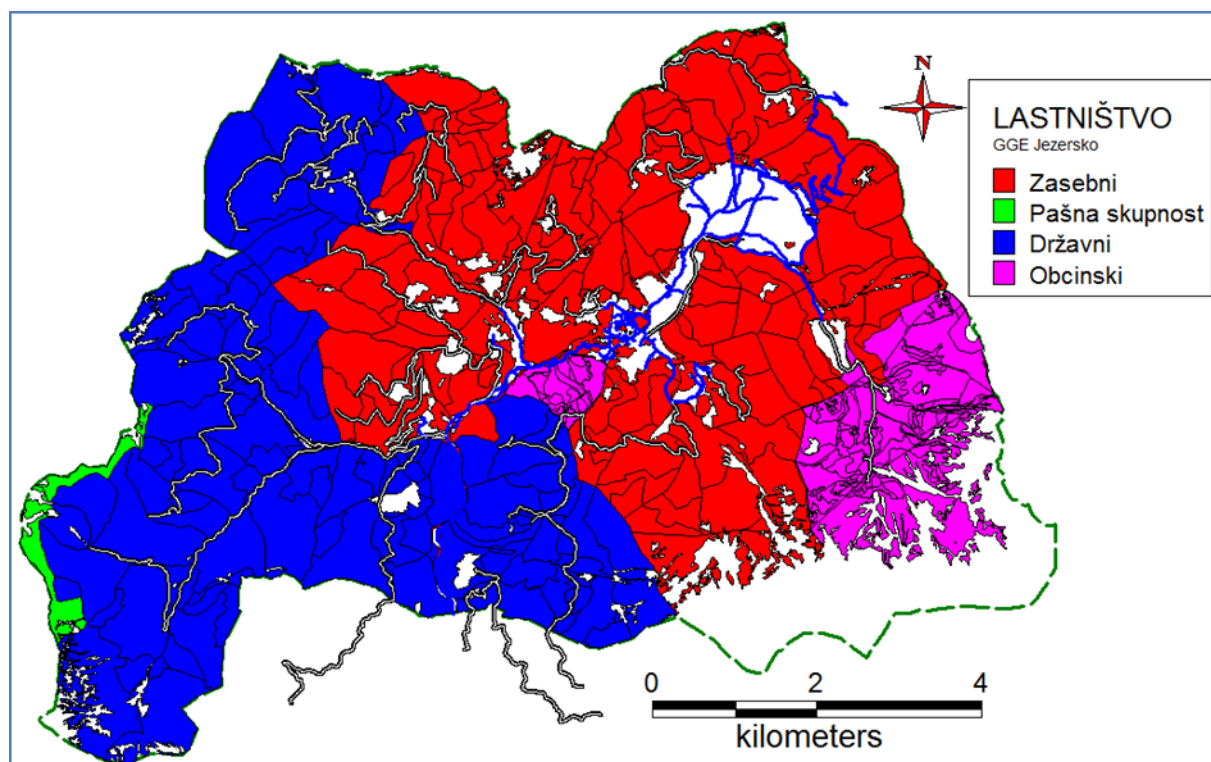 N
LASTNIŠTVO
GGE Jezersko
Zasebni
Pašna skupnost
Državni
Obcinski
0 2 4
kilometers